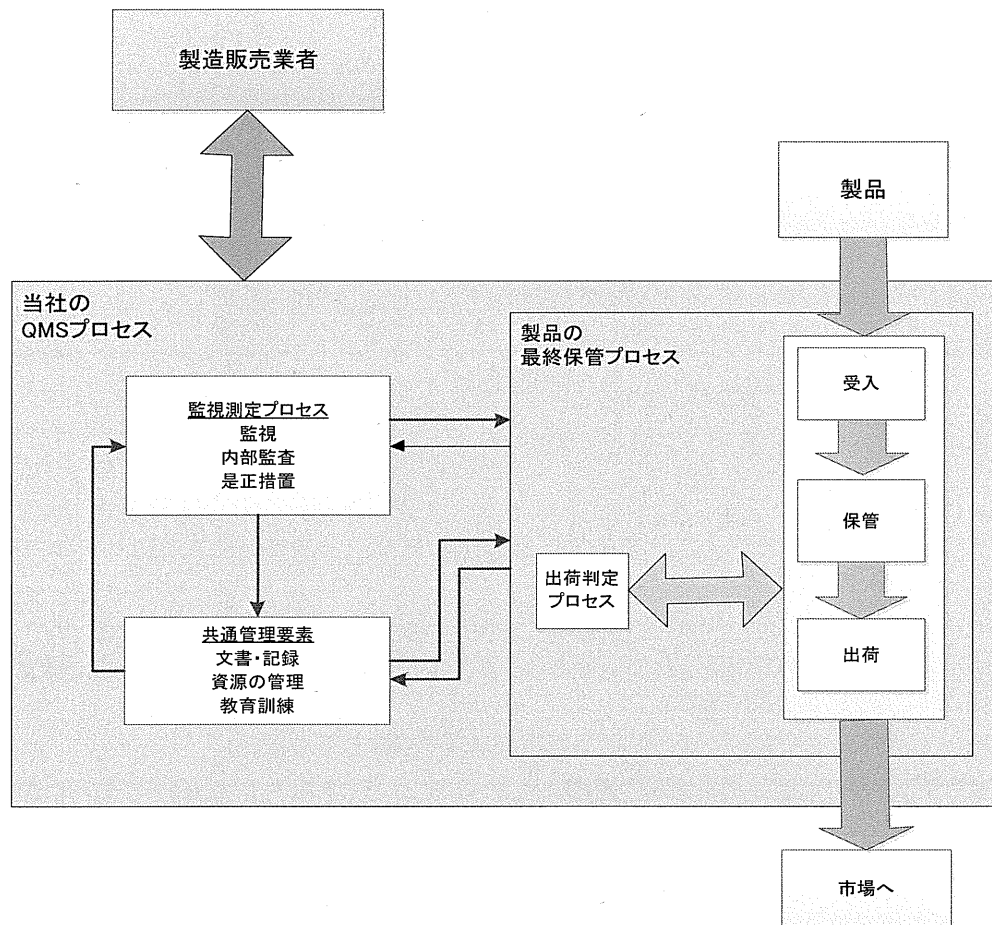 製造販売業者
製品
当社の
QMSプロセス
製品の
最終保管プロセス
監視測定プロセス
監視
内部監査
是正措置
共通管理要素
文書・記録
資源の管理
教育訓練
出荷判定
プロセス
受入
保管
出荷
市場へ